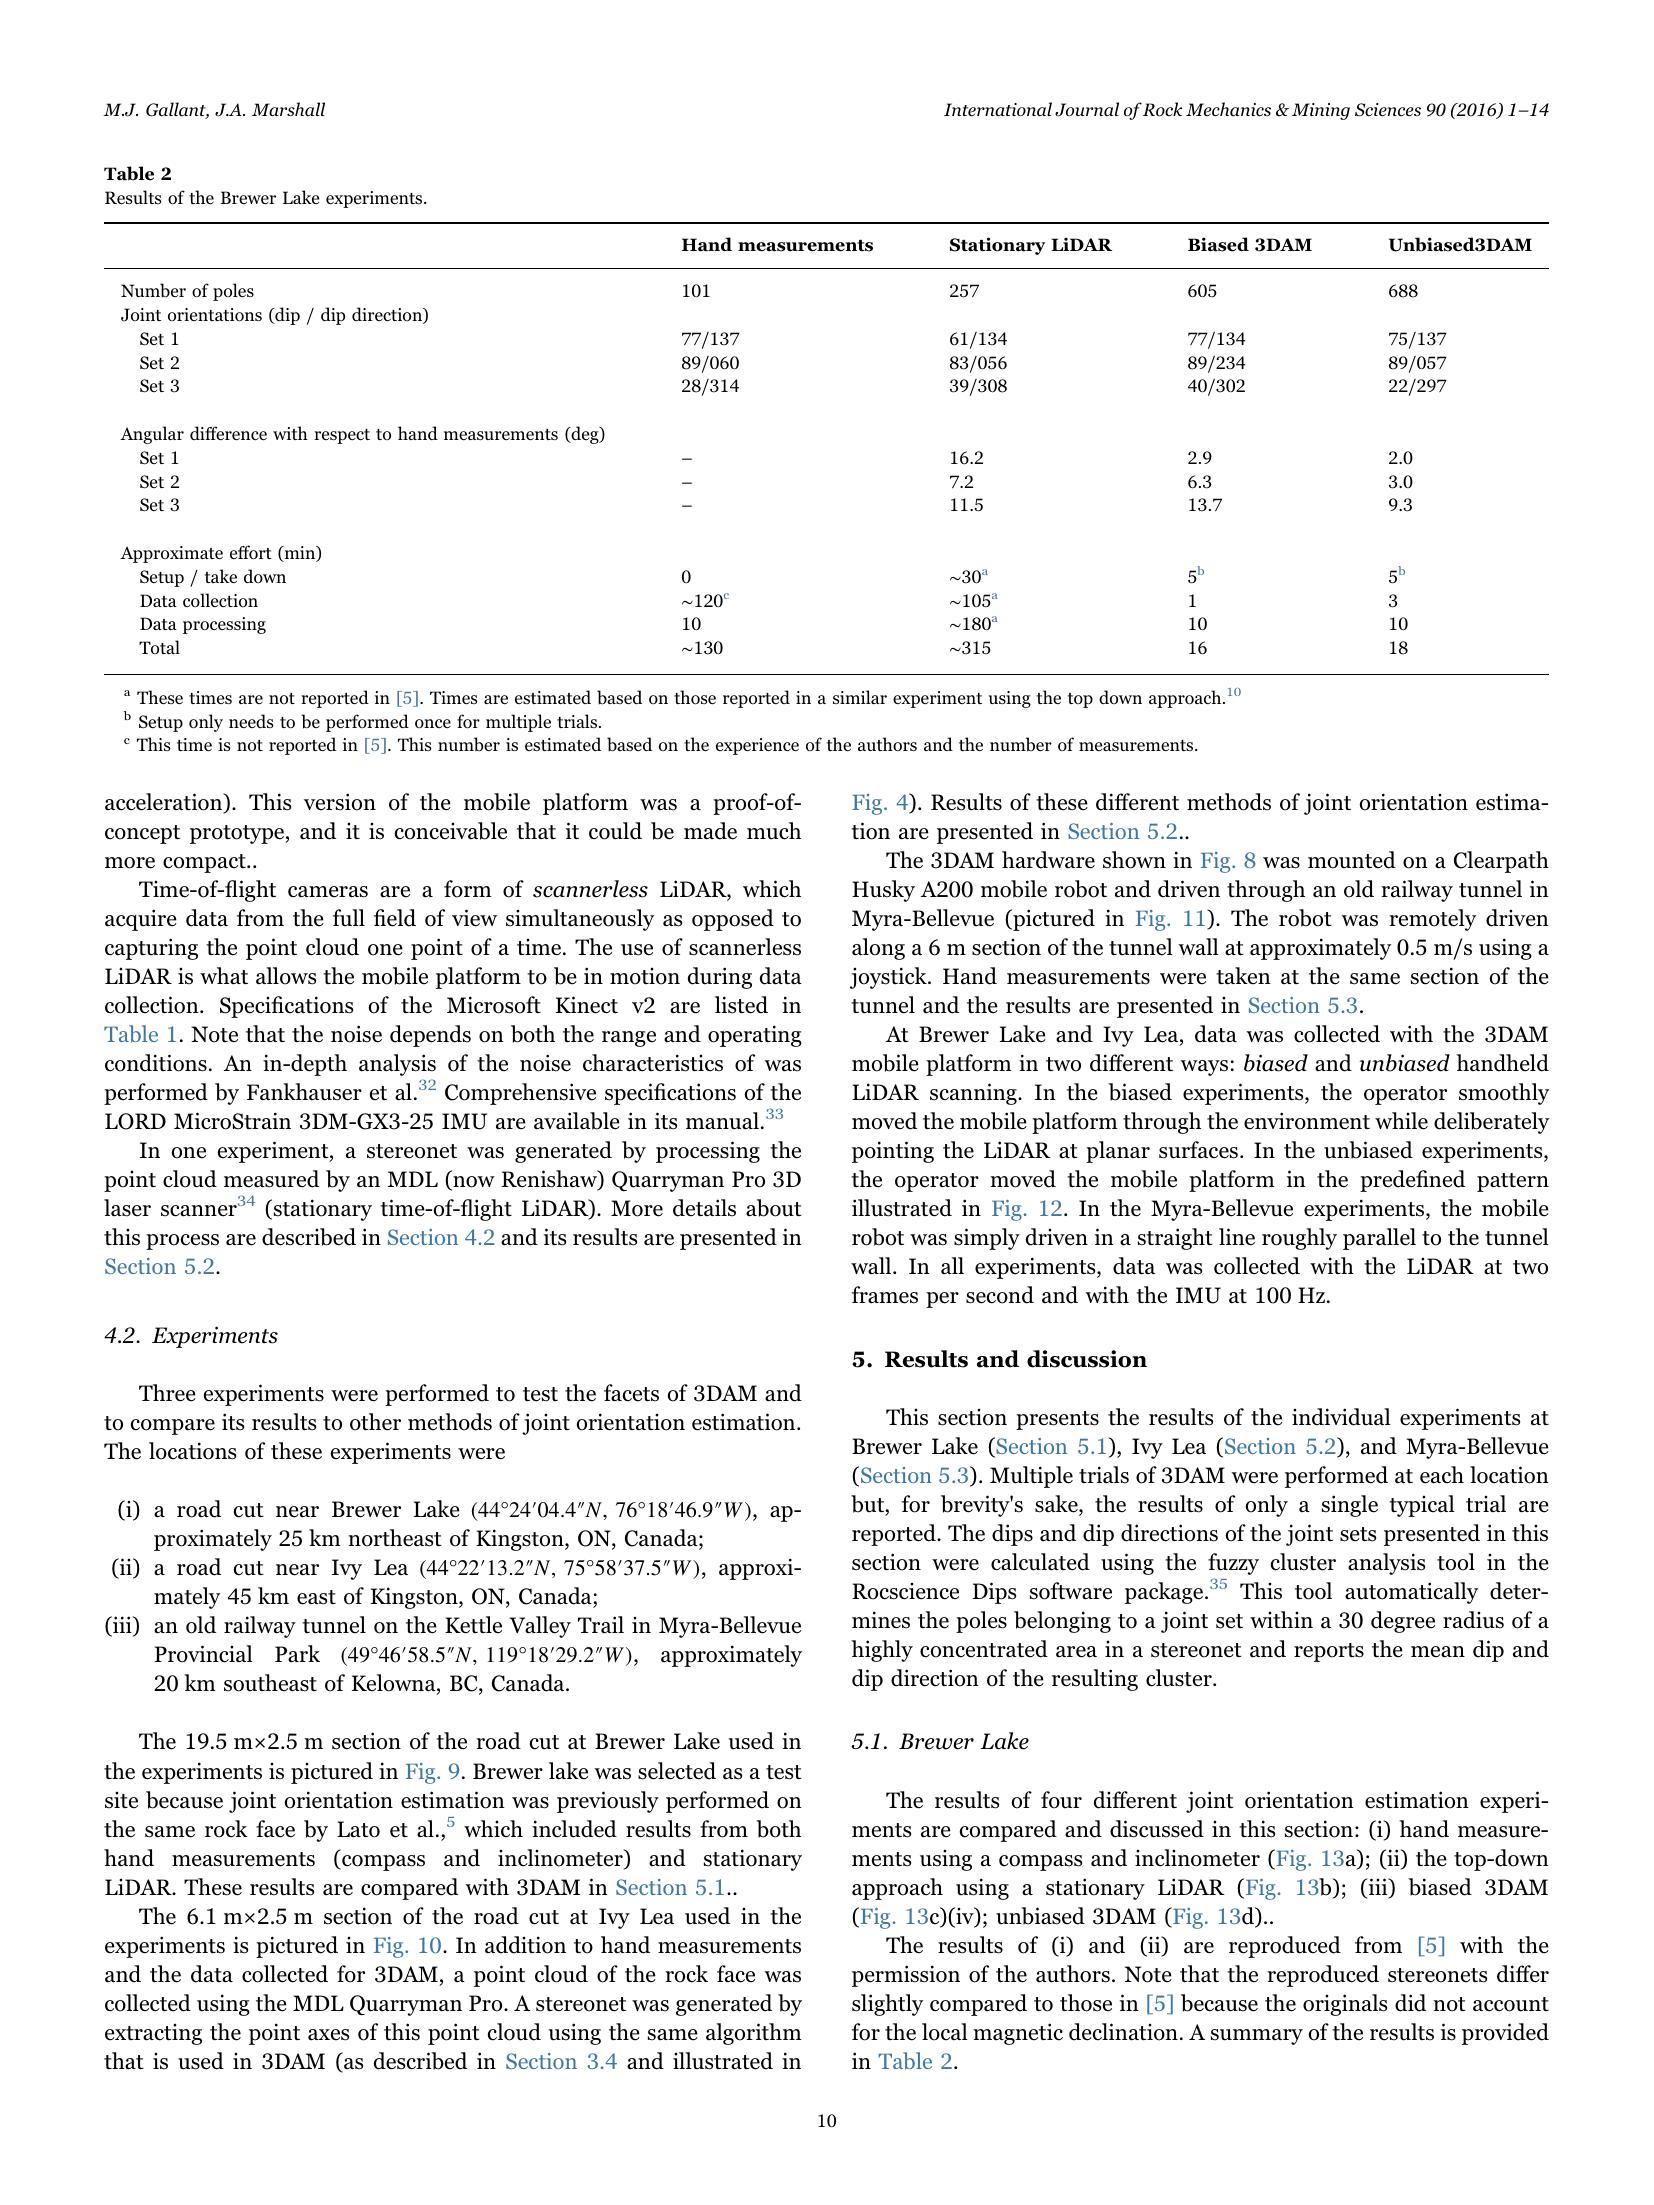 M.J. Gallant, J.A. Marshall
International Journal of Rock Mechanics & Mining Sciences 90 (2016) 1–14
Table 2
Results of the Brewer Lake experiments.
Hand measurements Stationary LiDAR Biased 3DAM Unbiased3DAM
Number of poles 101 257 605 688
Joint orientations (dip / dip direction)
Set 1 77/137 61/134 77/134 75/137
Set 2 89/060 83/056 89/234 89/057
Set 3 28/314 39/308 40/302 22/297
Angular difference with respect to hand measurements (deg)
Set 1 – 16.2 2.9 2.0
Set 2 – 7.2 6.3 3.0
Set 3 – 11.5 13.7 9.3
Approximate effort (min)
Setup / take down 0 ~30a 5b 5b
Data collection ~120c ~105a 1 3
Data processing 10 ~180a 10 10
Total ~130 ~315 16 18
a These times are not reported in [5]. Times are estimated based on those reported in a similar experiment using the top down approach.10
b Setup only needs to be performed once for multiple trials.
c This time is not reported in [5]. This number is estimated based on the experience of the authors and the number of measurements.
acceleration). This version of the mobile platform was a proof-of-
concept prototype, and it is conceivable that it could be made much
more compact..
Time-of-flight cameras are a form of scannerless LiDAR, which
acquire data from the full field of view simultaneously as opposed to
capturing the point cloud one point of a time. The use of scannerless
LiDAR is what allows the mobile platform to be in motion during data
collection. Specifications of the Microsoft Kinect v2 are listed in
Table 1. Note that the noise depends on both the range and operating
conditions. An in-depth analysis of the noise characteristics of was
performed by Fankhauser et al.32 Comprehensive specifications of the
LORD MicroStrain 3DM-GX3-25 IMU are available in its manual.33
In one experiment, a stereonet was generated by processing the
point cloud measured by an MDL (now Renishaw) Quarryman Pro 3D
laser scanner34 (stationary time-of-flight LiDAR). More details about
this process are described in Section 4.2 and its results are presented in
Section 5.2.
4.2. Experiments
Three experiments were performed to test the facets of 3DAM and
to compare its results to other methods of joint orientation estimation.
The locations of these experiments were
(i) a road cut near Brewer Lake (44°24′04.4″N, 76°18′46.9″W), ap-
proximately 25 km northeast of Kingston, ON, Canada;
(ii) a road cut near Ivy Lea (44°22′13.2″N, 75°58′37.5″W), approxi-
mately 45 km east of Kingston, ON, Canada;
(iii) an old railway tunnel on the Kettle Valley Trail in Myra-Bellevue
Provincial Park (49°46′58.5″N, 119°18′29.2″W), approximately
20 km southeast of Kelowna, BC, Canada.
The 19.5 m×2.5 m section of the road cut at Brewer Lake used in
the experiments is pictured in Fig. 9. Brewer lake was selected as a test
site because joint orientation estimation was previously performed on
the same rock face by Lato et al.,5 which included results from both
hand measurements (compass and inclinometer) and stationary
LiDAR. These results are compared with 3DAM in Section 5.1..
The 6.1 m×2.5 m section of the road cut at Ivy Lea used in the
experiments is pictured in Fig. 10. In addition to hand measurements
and the data collected for 3DAM, a point cloud of the rock face was
collected using the MDL Quarryman Pro. A stereonet was generated by
extracting the point axes of this point cloud using the same algorithm
that is used in 3DAM (as described in Section 3.4 and illustrated in
Fig. 4). Results of these different methods of joint orientation estima-
tion are presented in Section 5.2..
The 3DAM hardware shown in Fig. 8 was mounted on a Clearpath
Husky A200 mobile robot and driven through an old railway tunnel in
Myra-Bellevue (pictured in Fig. 11). The robot was remotely driven
along a 6 m section of the tunnel wall at approximately 0.5 m/s using a
joystick. Hand measurements were taken at the same section of the
tunnel and the results are presented in Section 5.3.
At Brewer Lake and Ivy Lea, data was collected with the 3DAM
mobile platform in two different ways: biased and unbiased handheld
LiDAR scanning. In the biased experiments, the operator smoothly
moved the mobile platform through the environment while deliberately
pointing the LiDAR at planar surfaces. In the unbiased experiments,
the operator moved the mobile platform in the predefined pattern
illustrated in Fig. 12. In the Myra-Bellevue experiments, the mobile
robot was simply driven in a straight line roughly parallel to the tunnel
wall. In all experiments, data was collected with the LiDAR at two
frames per second and with the IMU at 100 Hz.
5. Results and discussion
This section presents the results of the individual experiments at
Brewer Lake (Section 5.1), Ivy Lea (Section 5.2), and Myra-Bellevue
(Section 5.3). Multiple trials of 3DAM were performed at each location
but, for brevity's sake, the results of only a single typical trial are
reported. The dips and dip directions of the joint sets presented in this
section were calculated using the fuzzy cluster analysis tool in the
Rocscience Dips software package.35 This tool automatically deter-
mines the poles belonging to a joint set within a 30 degree radius of a
highly concentrated area in a stereonet and reports the mean dip and
dip direction of the resulting cluster.
5.1. Brewer Lake
The results of four different joint orientation estimation experi-
ments are compared and discussed in this section: (i) hand measure-
ments using a compass and inclinometer (Fig. 13a); (ii) the top-down
approach using a stationary LiDAR (Fig. 13b); (iii) biased 3DAM
(Fig. 13c)(iv); unbiased 3DAM (Fig. 13d)..
The results of (i) and (ii) are reproduced from [5] with the
permission of the authors. Note that the reproduced stereonets differ
slightly compared to those in [5] because the originals did not account
for the local magnetic declination. A summary of the results is provided
in Table 2.
10